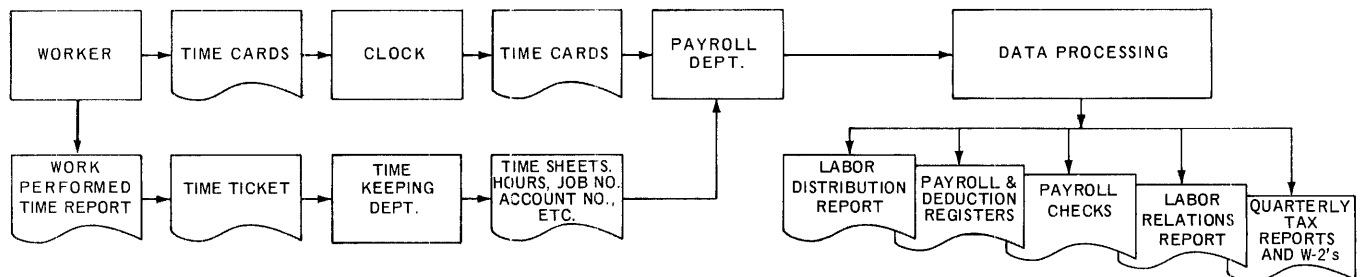 WORKER
TIME CARDS
CLOCK
TIME CARDS
PAYROLL
DEPT.
DATA PROCESSING
WORK
PERFORMED
TIME REPORT
TIME TICKET
TIME
KEEPING
DEPT.
TIME SHEETS.
HOURS, JOB NO.
ACCOUNT NO.,
ETC.
LABOR
DISTRIBUTION
REPORT
PAYROLL &
DEDUCTION
REGISTERS
PAYROLL
CHECKS
LABOR
RELATIONS
REPORT
QUARTERLY
TAX
REPORTS
AND W-2's